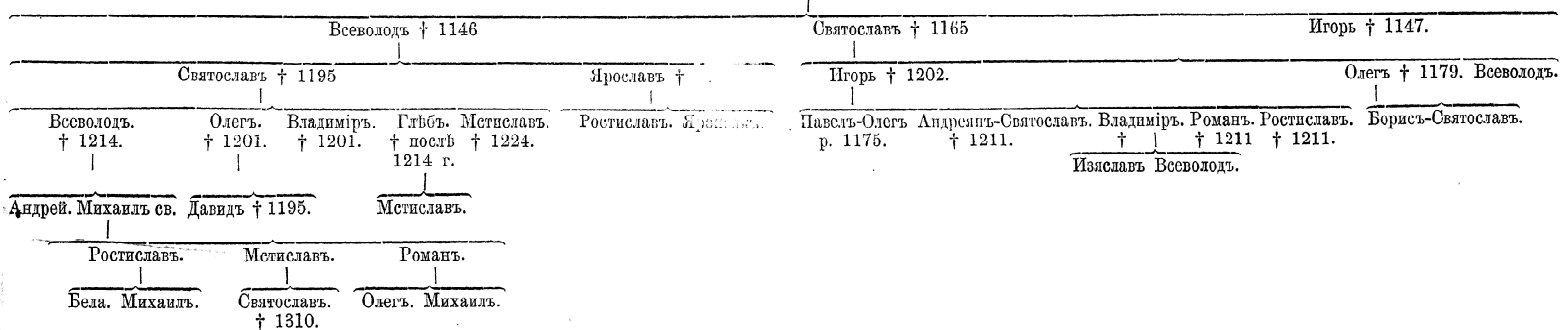 Всеволодъ † 1146 Святославъ † 1165 Игорь † 1147.
Святославъ † 1195 Ярославъ † Игорь † 1202. Олегъ † 1179. Всеволодъ.
Всеволодъ. Олегъ. Владиміръ. Глѣбъ. Мстиславъ. Ростиславъ. Павелъ-Олегъ Андреянъ-Святославъ. Владиміръ. Романъ. Ростиславъ. Борисъ-Святославъ.
† 1214. † 1201. † 1201. † послѣ † 1224. р. 1175. † 1211. † † 1211 † 1211.
1214 г. Изяславъ Всеволодъ.
Андрей. Михаилъ св. Давидъ † 1195. Мстиславъ.
Ростиславъ. Мстиславъ. Романъ.
Бела. Михаилъ. Святославъ. Олегъ. Михаилъ.
† 1310.